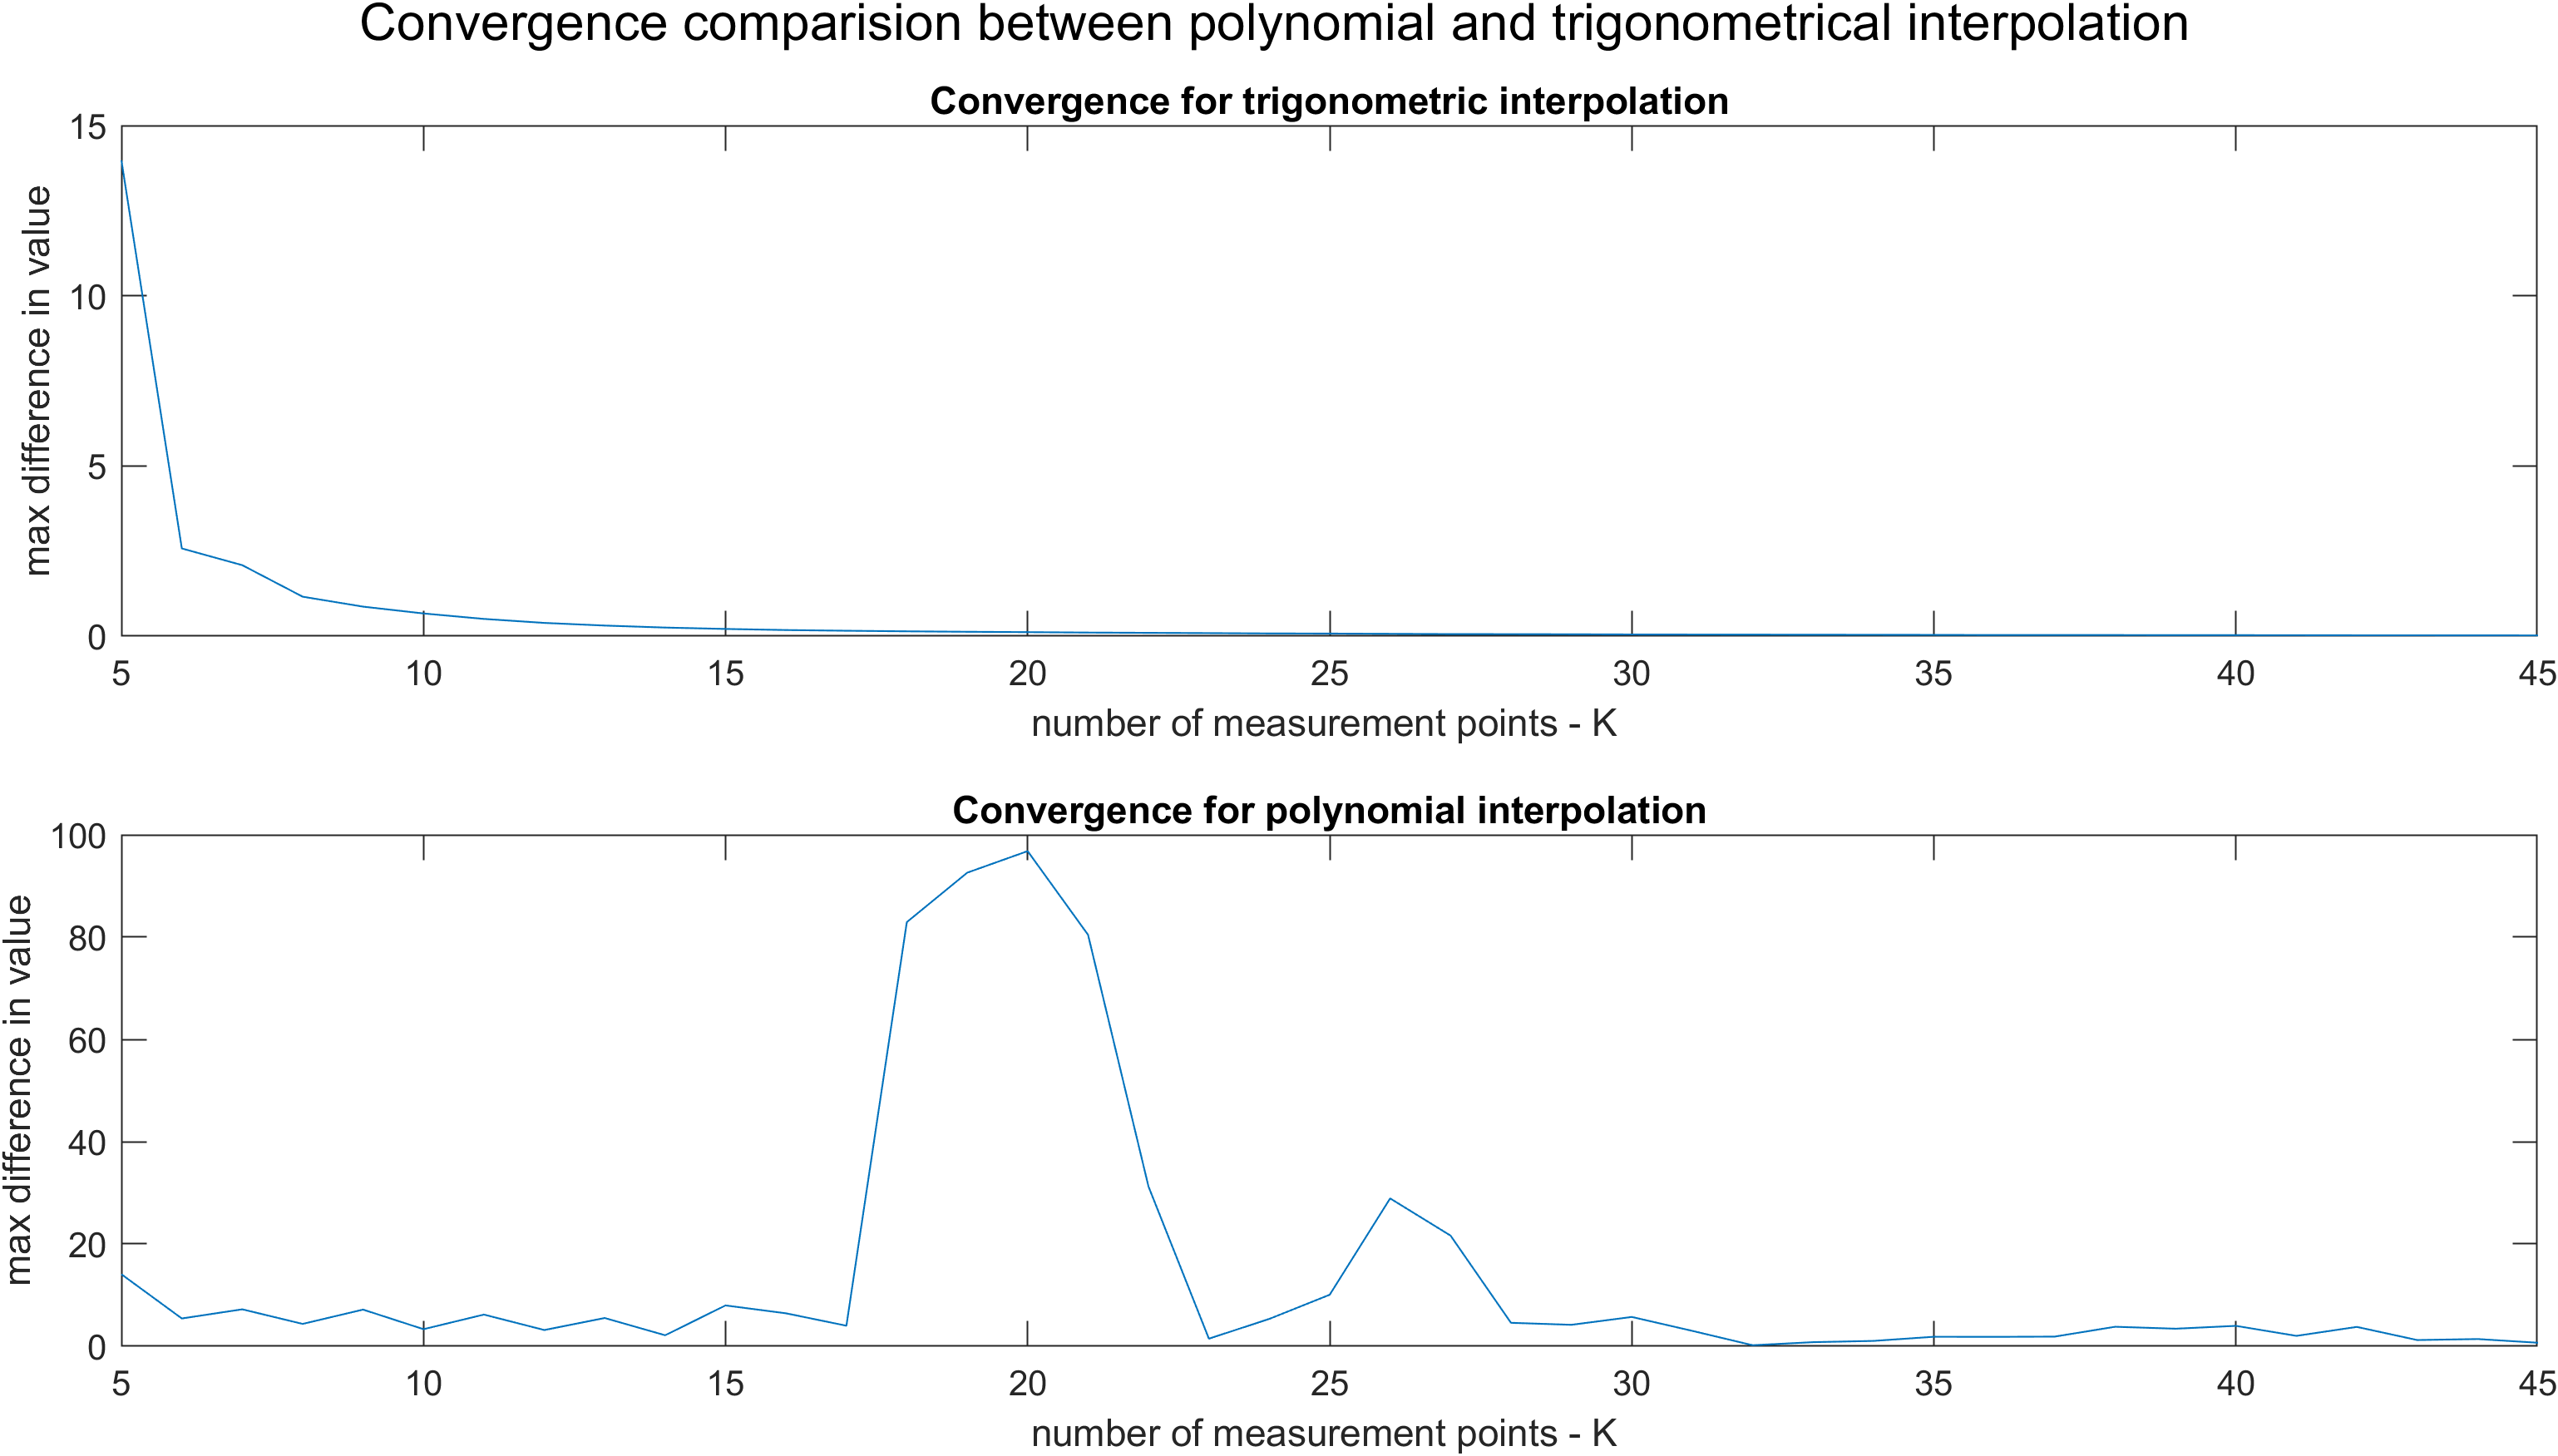 Convergence comparision between polynomial and trigonometrical interpolation
Convergence for trigonometric interpolation
max difference in value
15
10
5
0
5 10 15 20 25 30 35 40 45
number of measurement points - K
Convergence for polynomial interpolation
max difference in value
100
80
60
40
20
0
5 10 15 20 25 30 35 40 45
number of measurement points - K